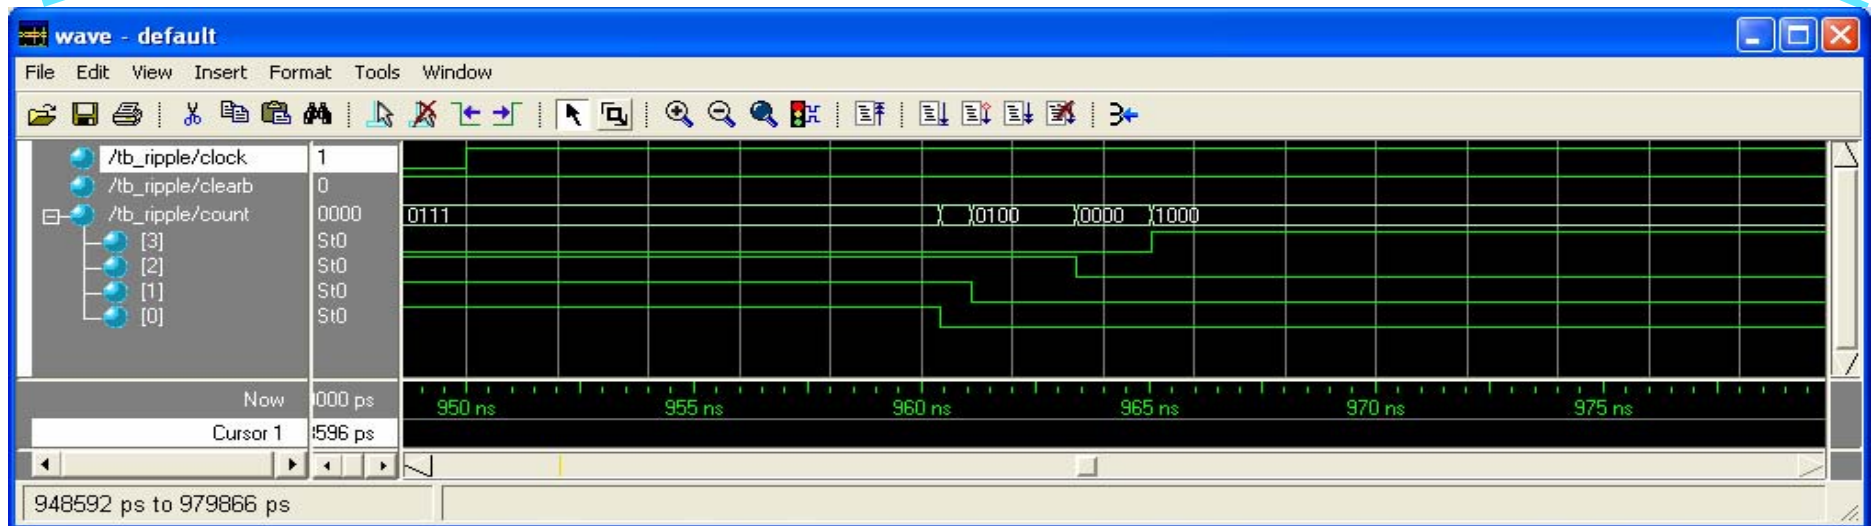 wave - default
File Edit View Insert Format Tools Window
/tb_ripple/clock 1
/tb_ripple/clearb 0
/tb_ripple/count 0000 0111 0100 0000 1000
[3] St0
[2] St0
[1] St0
[0] St0
Now 000 ps 950 ns 955 ns 960 ns 965 ns 970 ns 975 ns
Cursor 1 596 ps
948592 ps to 979866 ps